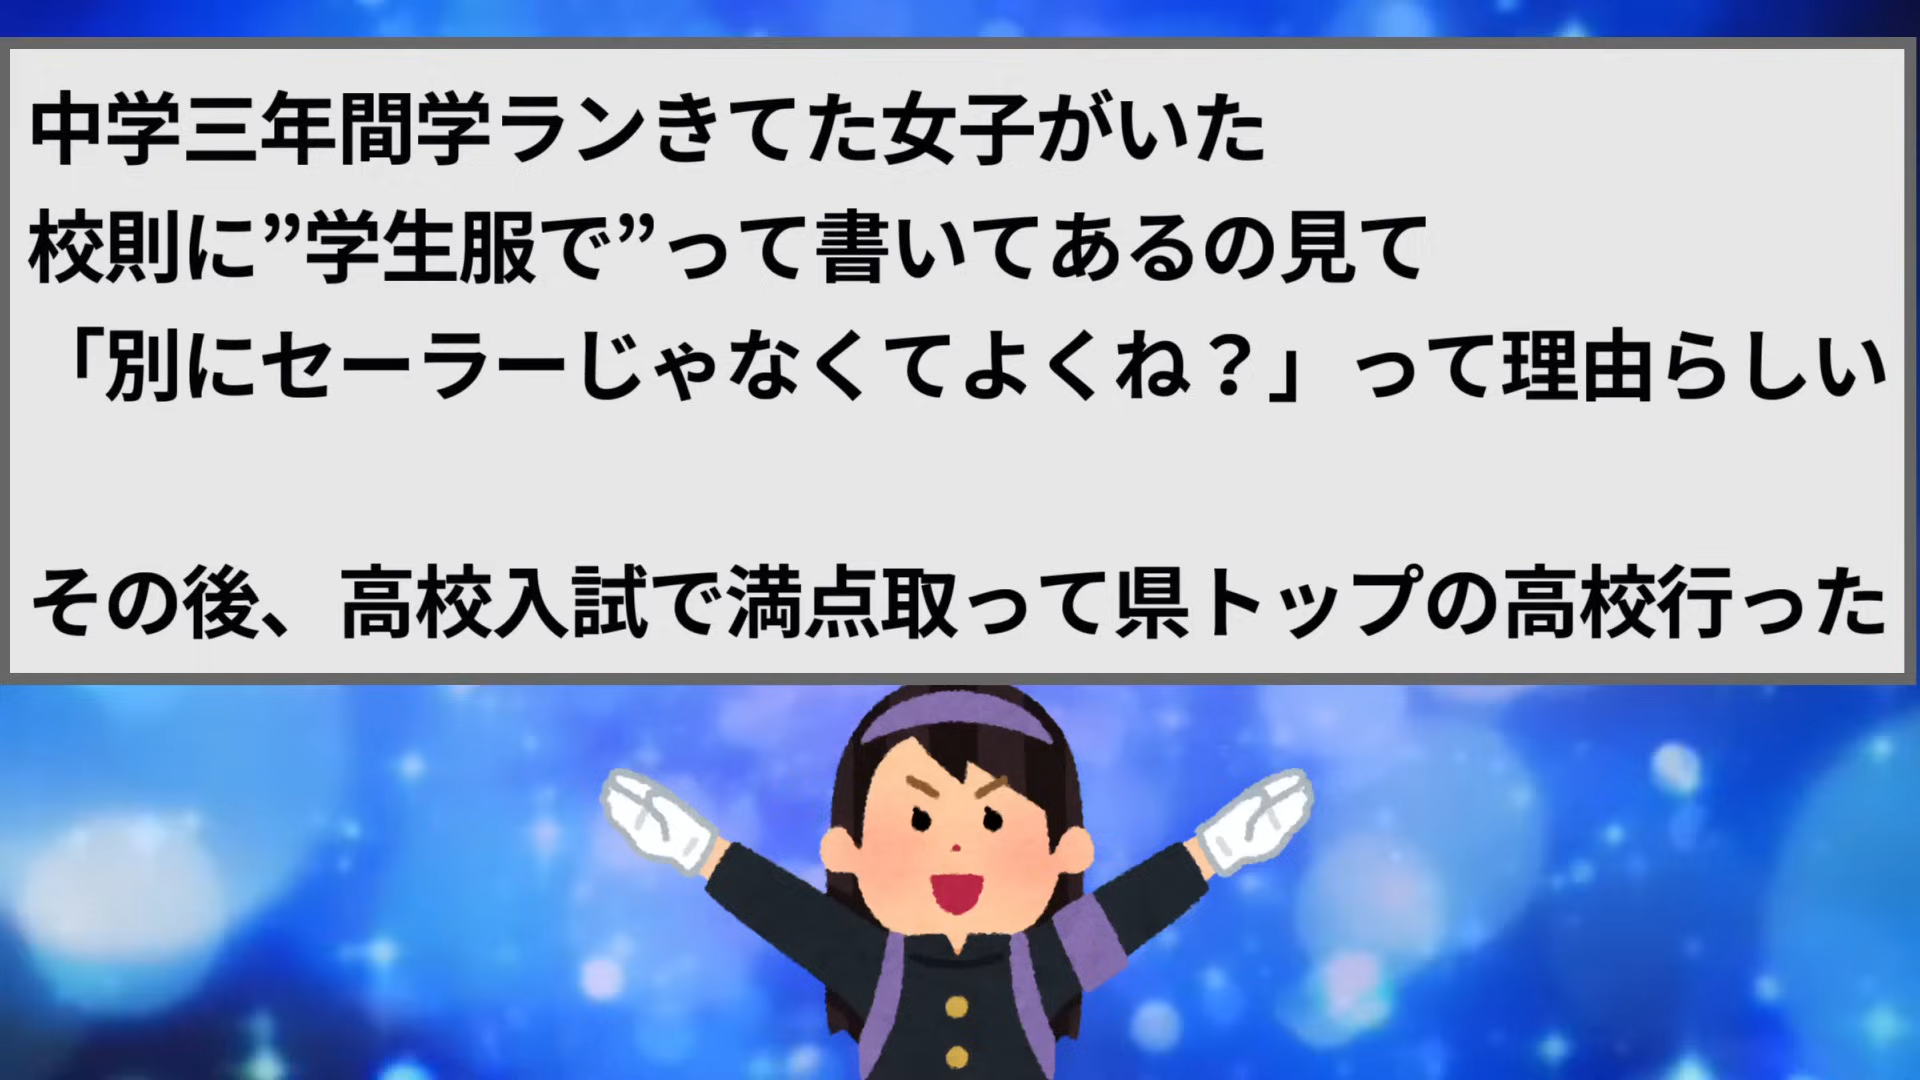 中学三年間学ランきてた女子がいた
校則に”学生服で”って書いてあるの見て
「別にセーラーじゃなくてよくね？」って理由らしい
その後、高校入試で満点取って県トップの高校行った